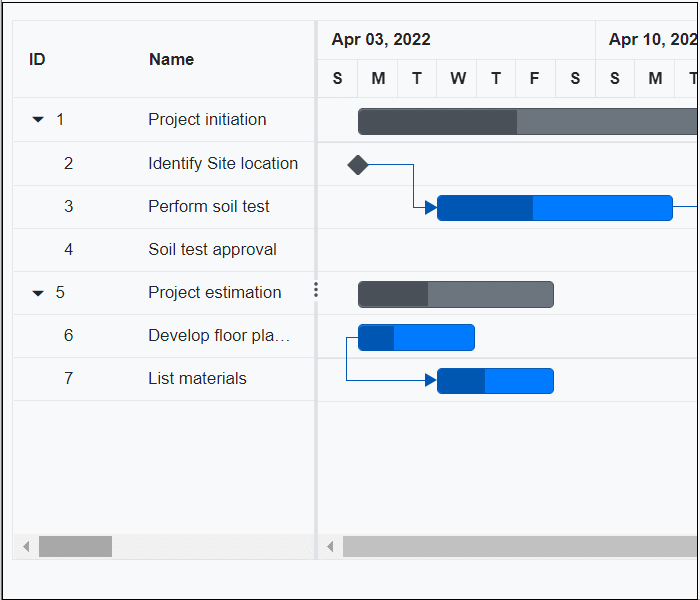 Apr 03, 2022 Apr 10, 202
ID Name
S M T W T F S S M T
1 Project initiation
2 Identify Site location
3 Perform soil test
4 Soil test approval
5 Project estimation
6 Develop floor pla…
7 List materials